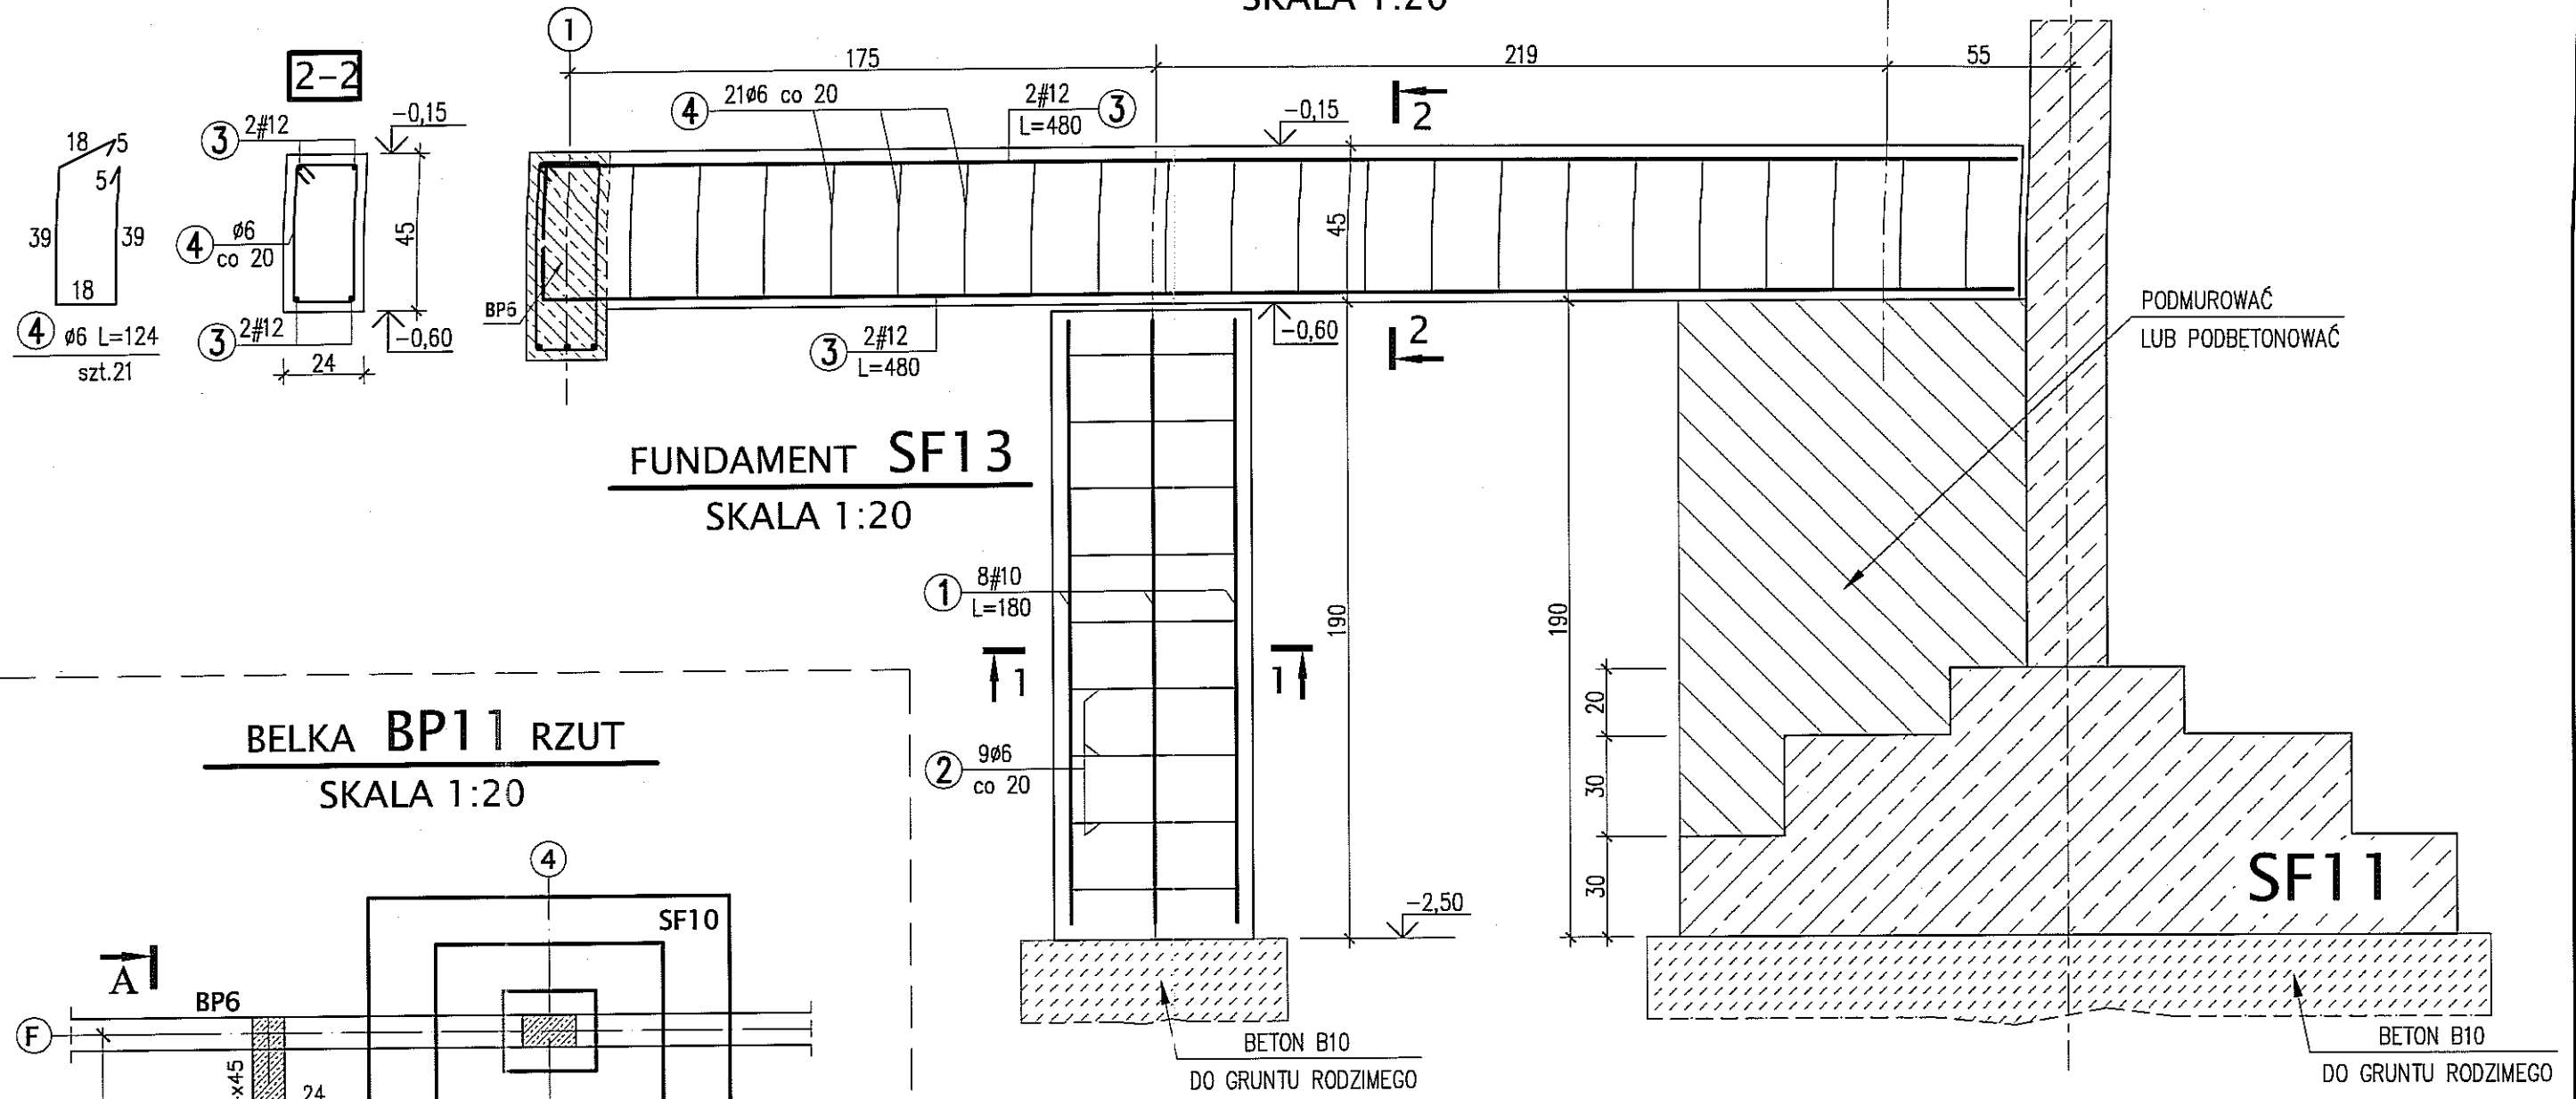 SKALA 1:20
1
175
219
55
2-2
18
5
5
39
39
18
4 ø6 L=124
szt.21
3 2#12
-0,15
4 ø6
co 20
45
3 2#12
-0,60
24
4 21ø6 co 20
2#12 3
L=480
-0,15
2
45
BP6
3 2#12
L=480
-0,60
2
PODMUROWAĆ
LUB PODBETONOWAĆ
FUNDAMENT SF13
SKALA 1:20
1 8#10
L=180
190
190
1
1
20
30
30
2 9ø6
co 20
BELKA BP11 RZUT
SKALA 1:20
SF11
-2,50
4
SF10
A
BP6
F
x45
24
BETON B10
DO GRUNTU RODZIMEGO
BETON B10
DO GRUNTU RODZIMEGO